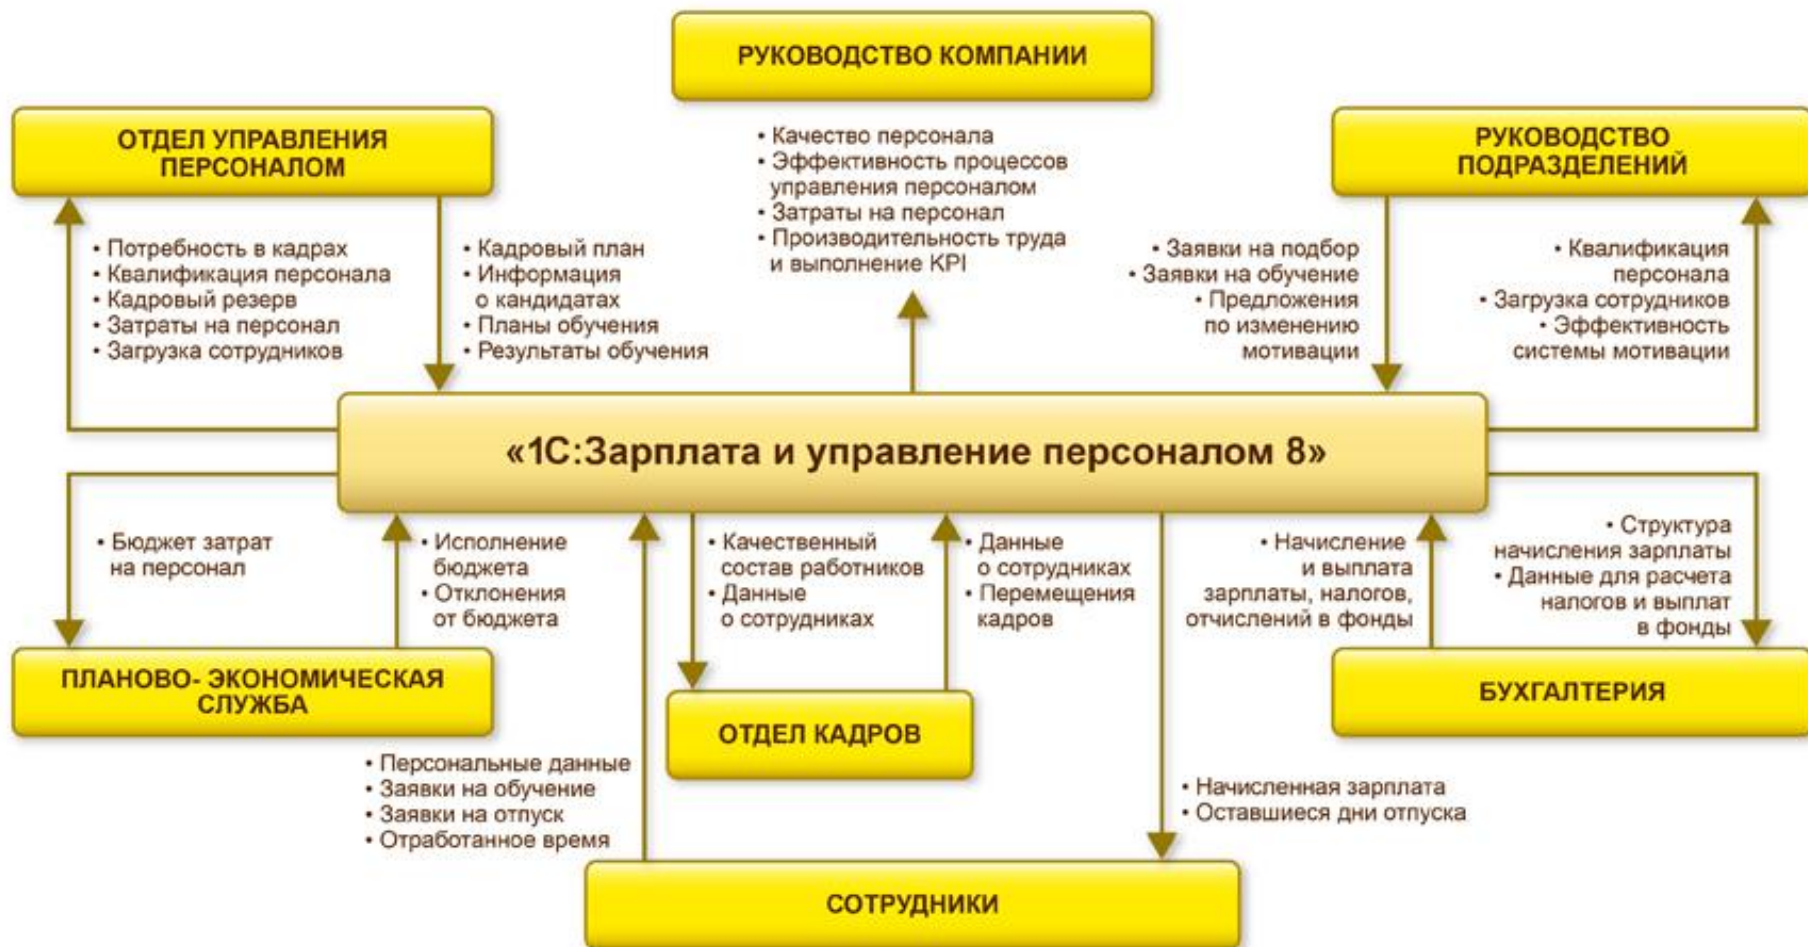 РУКОВОДСТВО КОМПАНИИ
• Качество персонала
• Эффективность процессов
управления персоналом
• Затраты на персонал
• Производительность труда
и выполнение KPI
ОТДЕЛ УПРАВЛЕНИЯ
ПЕРСОНАЛОМ
• Потребность в кадрах
• Квалификация персонала
• Кадровый резерв
• Затраты на персонал
• Загрузка сотрудников
• Кадровый план
• Информация
о кандидатах
• Планы обучения
• Результаты обучения
РУКОВОДСТВО
ПОДРАЗДЕЛЕНИЙ
• Заявки на подбор
• Заявки на обучение
• Предложения
по изменению
мотивации
• Квалификация
персонала
• Загрузка сотрудников
• Эффективность
системы мотивации
«1С:Зарплата и управление персоналом 8»
• Бюджет затрат
на персонал
• Исполнение
бюджета
• Отклонения
от бюджета
ПЛАНОВО- ЭКОНОМИЧЕСКАЯ
СЛУЖБА
• Качественный
состав работников
• Данные
о сотрудниках
• Данные
о сотрудниках
• Перемещения
кадров
ОТДЕЛ КАДРОВ
• Начисление
и выплата
зарплаты, налогов,
отчислений в фонды
• Структура
начисления зарплаты
• Данные для расчета
налогов и выплат
в фонды
БУХГАЛТЕРИЯ
• Персональные данные
• Заявки на обучение
• Заявки на отпуск
• Отработанное время
• Начисленная зарплата
• Оставшиеся дни отпуска
СОТРУДНИКИ